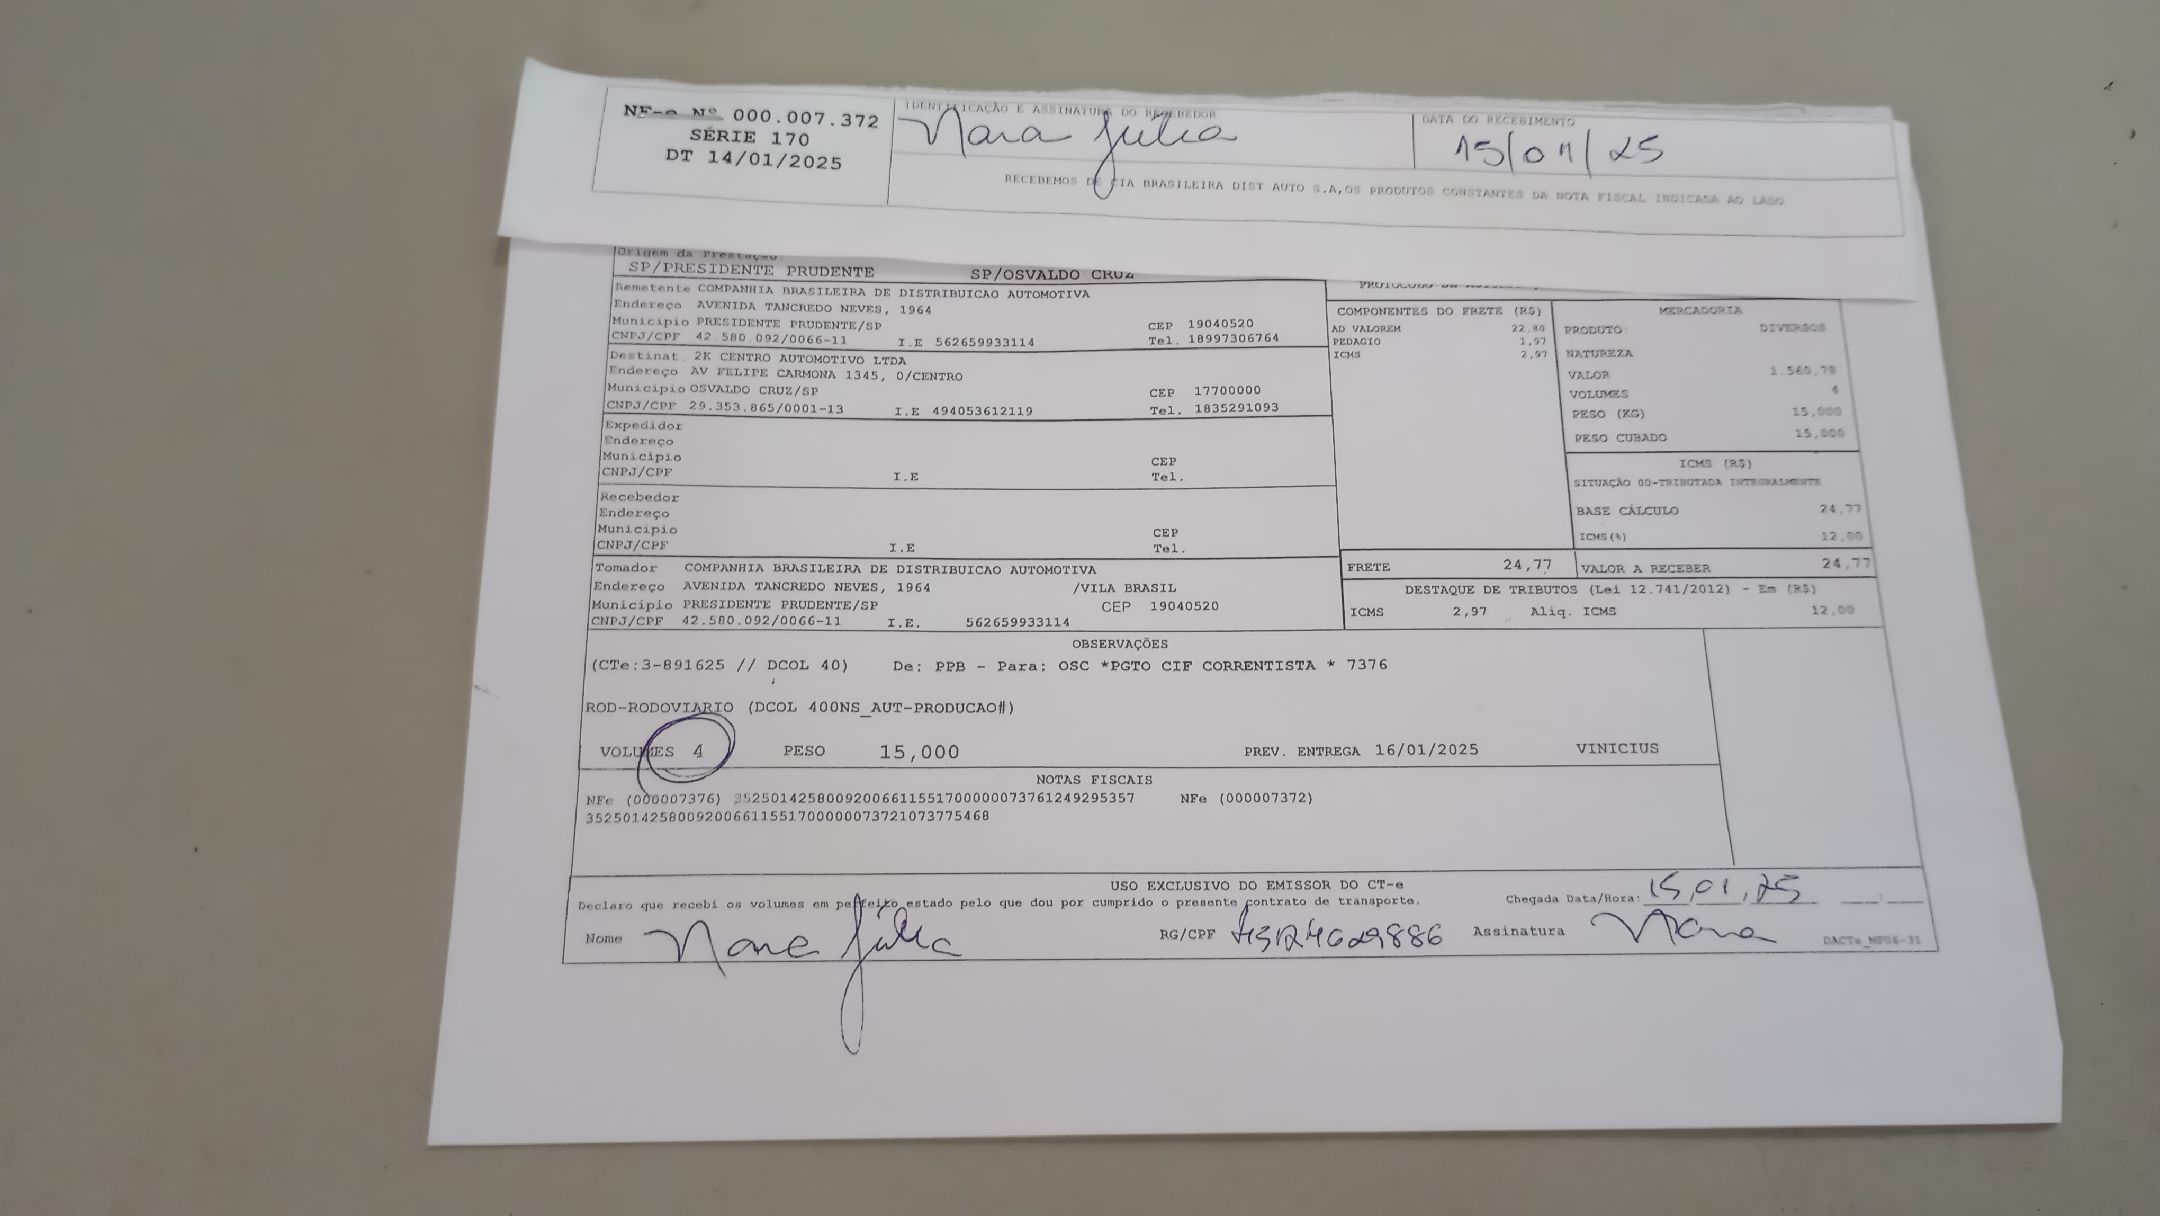 NF-e Nº 000.007.372
SÉRIE 170
DT 14/01/2025
IDENTIFICAÇÃO E ASSINATURA DO RECEBEDOR
Nara Júlia
DATA DO RECEBIMENTO
15/01/25
RECEBEMOS DE CIA BRASILEIRA DIST AUTO S.A,OS PRODUTOS CONSTANTES DA NOTA FISCAL INDICADA AO LADO
Origem da Prestação
SP/PRESIDENTE PRUDENTE SP/OSVALDO CRUZ
Remetente COMPANHIA BRASILEIRA DE DISTRIBUICAO AUTOMOTIVA
Endereço AVENIDA TANCREDO NEVES, 1964
Município PRESIDENTE PRUDENTE/SP CEP 19040520
CNPJ/CPF 42.580.092/0066-11 I.E 562659933114 Tel. 18997306764
Destinat. 2K CENTRO AUTOMOTIVO LTDA
Endereço AV FELIPE CARMONA 1345, 0/CENTRO
Município OSVALDO CRUZ/SP CEP 17700000
CNPJ/CPF 29.353.865/0001-13 I.E 494053612119 Tel. 1835291093
Expedidor
Endereço
Município CEP
CNPJ/CPF I.E Tel.
Recebedor
Endereço
Município CEP
CNPJ/CPF I.E Tel.
Tomador COMPANHIA BRASILEIRA DE DISTRIBUICAO AUTOMOTIVA
Endereço AVENIDA TANCREDO NEVES, 1964 /VILA BRASIL
Município PRESIDENTE PRUDENTE/SP CEP 19040520
CNPJ/CPF 42.580.092/0066-11 I.E. 562659933114
COMPONENTES DO FRETE (R$)
AD VALOREM 22,80
PEDAGIO 1,97
ICMS 2,97
MERCADORIA
PRODUTO: DIVERSOS
NATUREZA
VALOR 1.560,78
VOLUMES 4
PESO (KG) 15,000
PESO CUBADO 15,000
ICMS (R$)
SITUAÇÃO 00-TRIBUTADA INTEGRALMENTE
BASE CÁLCULO 24,77
ICMS(%) 12,00
FRETE 24,77 VALOR A RECEBER 24,77
DESTAQUE DE TRIBUTOS (Lei 12.741/2012) - Em (R$)
ICMS 2,97 Aliq. ICMS 12,00
OBSERVAÇÕES
(CTe:3-891625 // DCOL 40) De: PPB - Para: OSC *PGTO CIF CORRENTISTA * 7376
ROD-RODOVIARIO (DCOL 400NS_AUT-PRODUCAO#)
VOLUMES 4 PESO 15,000 PREV. ENTREGA 16/01/2025 VINICIUS
NOTAS FISCAIS
NFe (000007376) 35250142580092006611551700000073761249295357 NFe (000007372)
35250142580092006611551700000073721073775468
USO EXCLUSIVO DO EMISSOR DO CT-e
Declaro que recebi os volumes em perfeito estado pelo que dou por cumprido o presente contrato de transporte. Chegada Data/Hora: 15,01,25
Nome Nara Júlia RG/CPF 43124629886 Assinatura Nara
DACTe_MP06-31